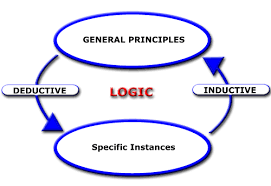 GENERAL PRINCIPLES
DEDUCTIVE
LOGIC
INDUCTIVE
Specific Instances